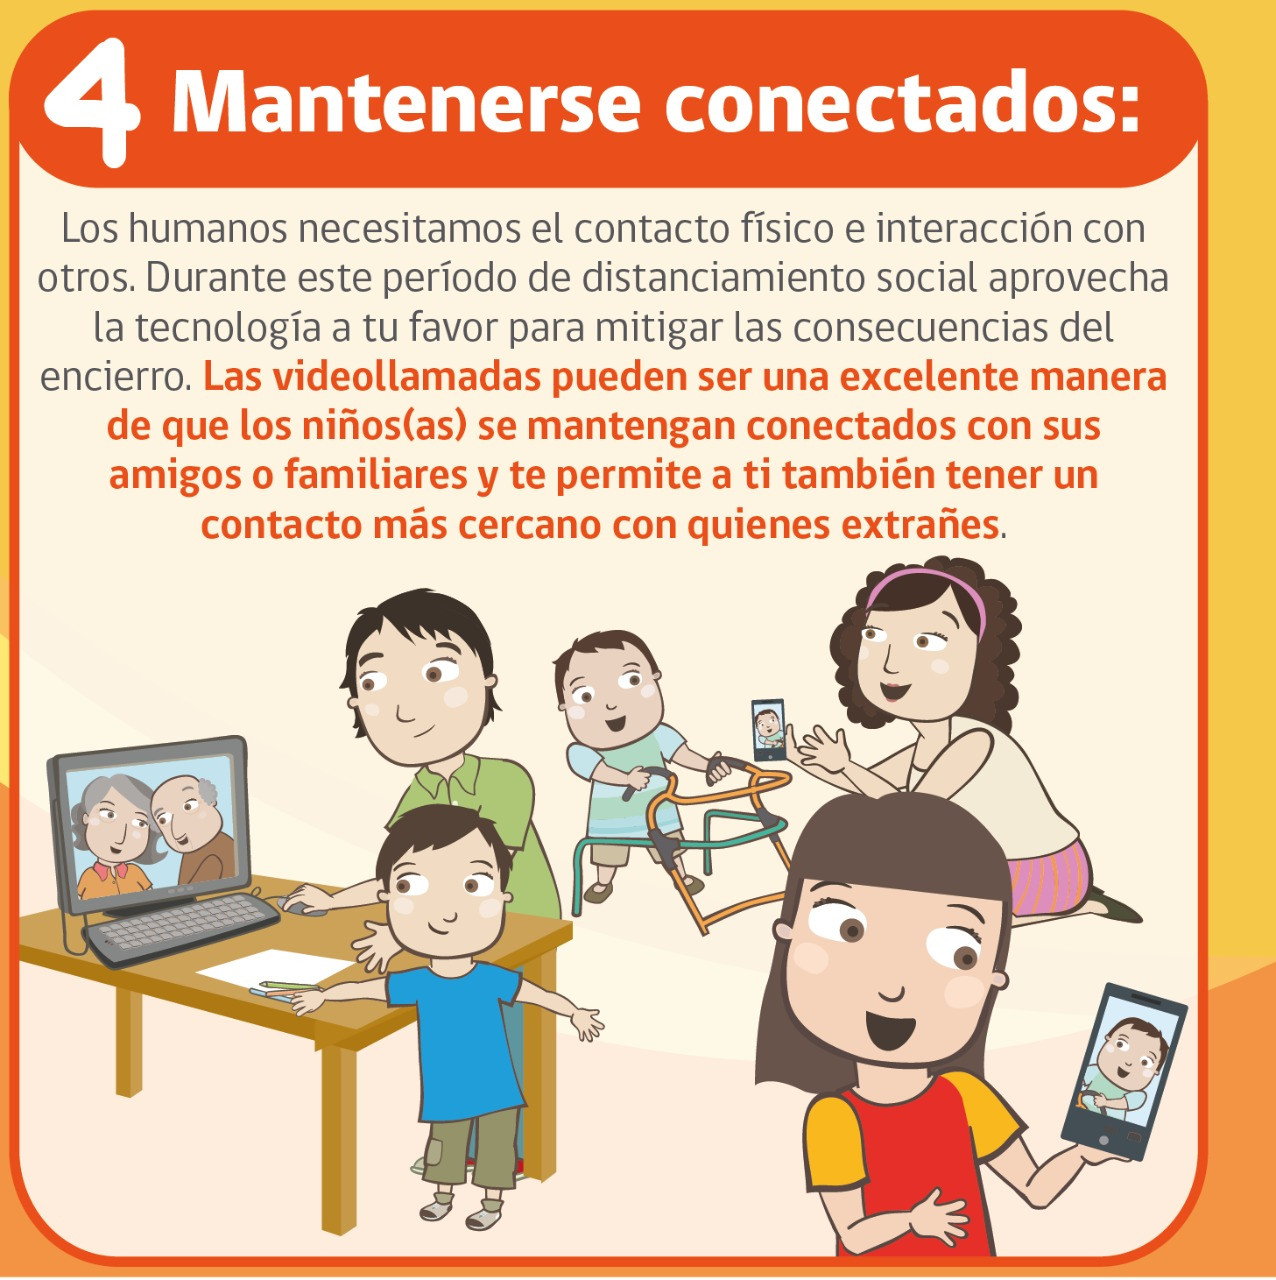 4 Mantenerse conectados:
Los humanos necesitamos el contacto físico e interacción con
otros. Durante este período de distanciamiento social aprovecha
la tecnología a tu favor para mitigar las consecuencias del
encierro. Las videollamadas pueden ser una excelente manera
de que los niños(as) se mantengan conectados con sus
amigos o familiares y te permite a ti también tener un
contacto más cercano con quienes extrañes.